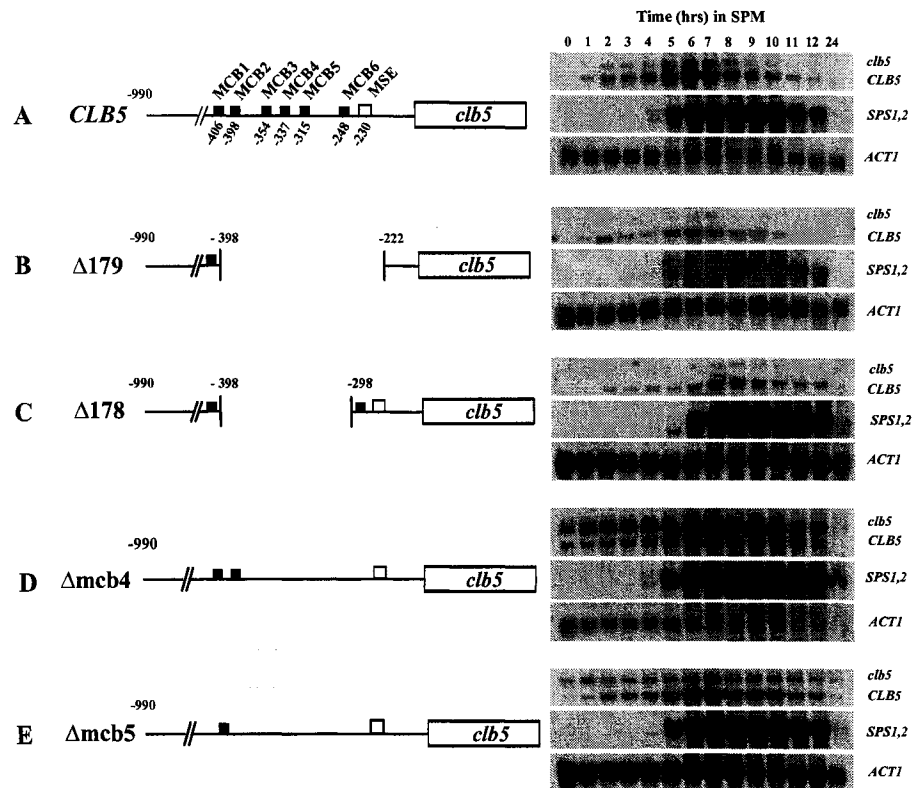 Time (hrs) in SPM
0 1 2 3 4 5 6 7 8 9 10 11 12 24
MCB1 MCB2 MCB3 MCB4 MCB5 MCB6 MSE
-990
A CLB5 clb5
-406 -398 -354 -337 -315 -248 -230
clb5
CLB5
SPS1,2
ACT1
-990 -398 -222
B Δ179 clb5
clb5
CLB5
SPS1,2
ACT1
-990 -398 -298
C Δ178 clb5
clb5
CLB5
SPS1,2
ACT1
-990
D Δmcb4 clb5
clb5
CLB5
SPS1,2
ACT1
-990
E Δmcb5 clb5
clb5
CLB5
SPS1,2
ACT1